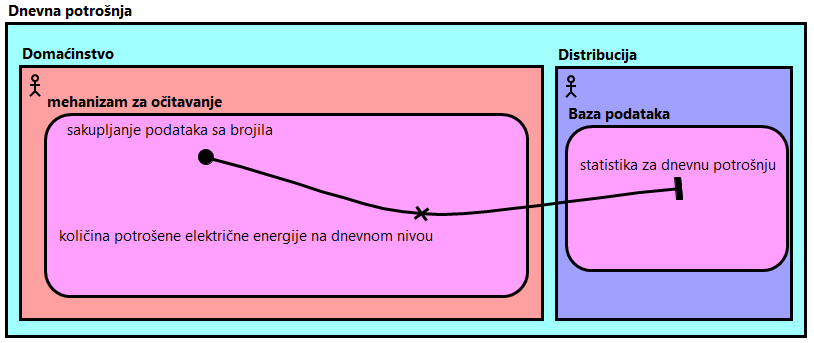 Dnevna potrošnja
Domaćinstvo
Distribucija
mehanizam za očitavanje
Baza podataka
sakupljanje podataka sa brojila
statistika za dnevnu potrošnju
količina potrošene električne energije na dnevnom nivou